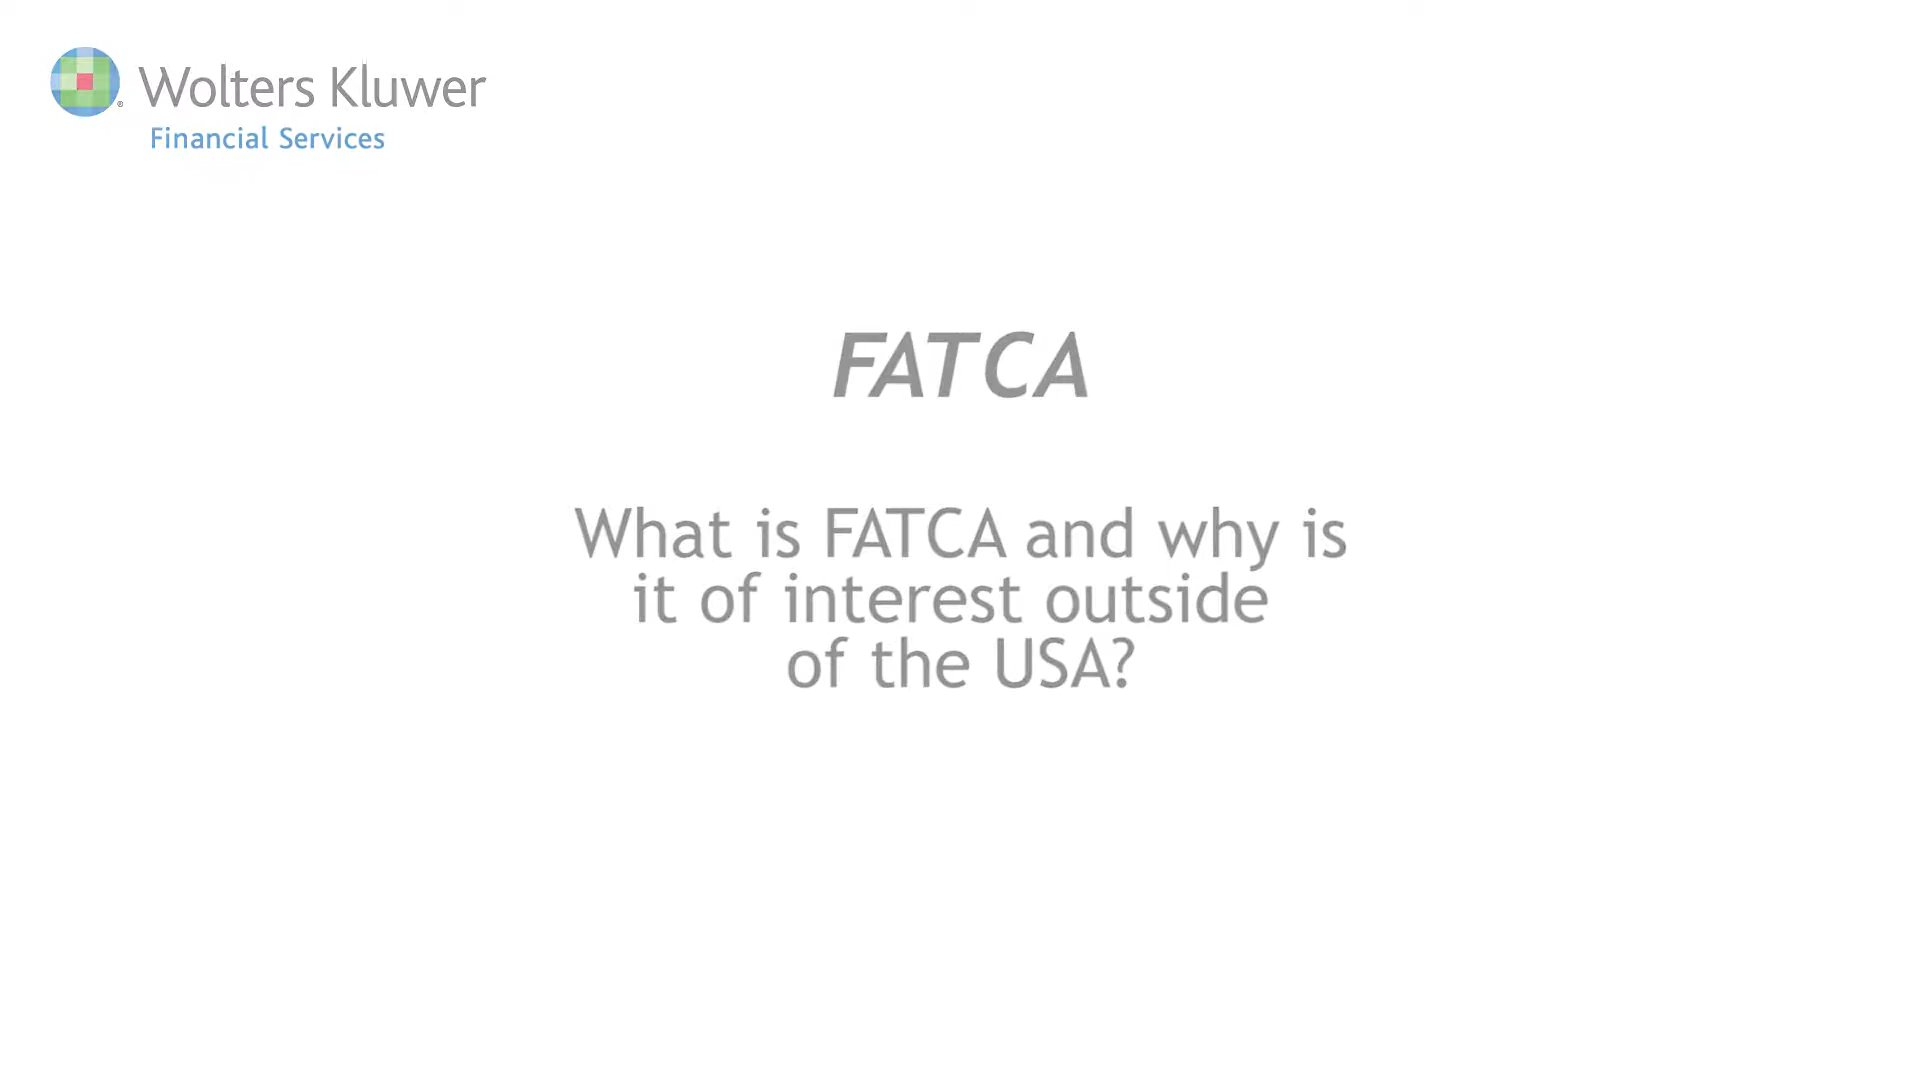 Wolters Kluwer
Financial Services
FATCA
What is FATCA and why is
it of interest outside
of the USA?